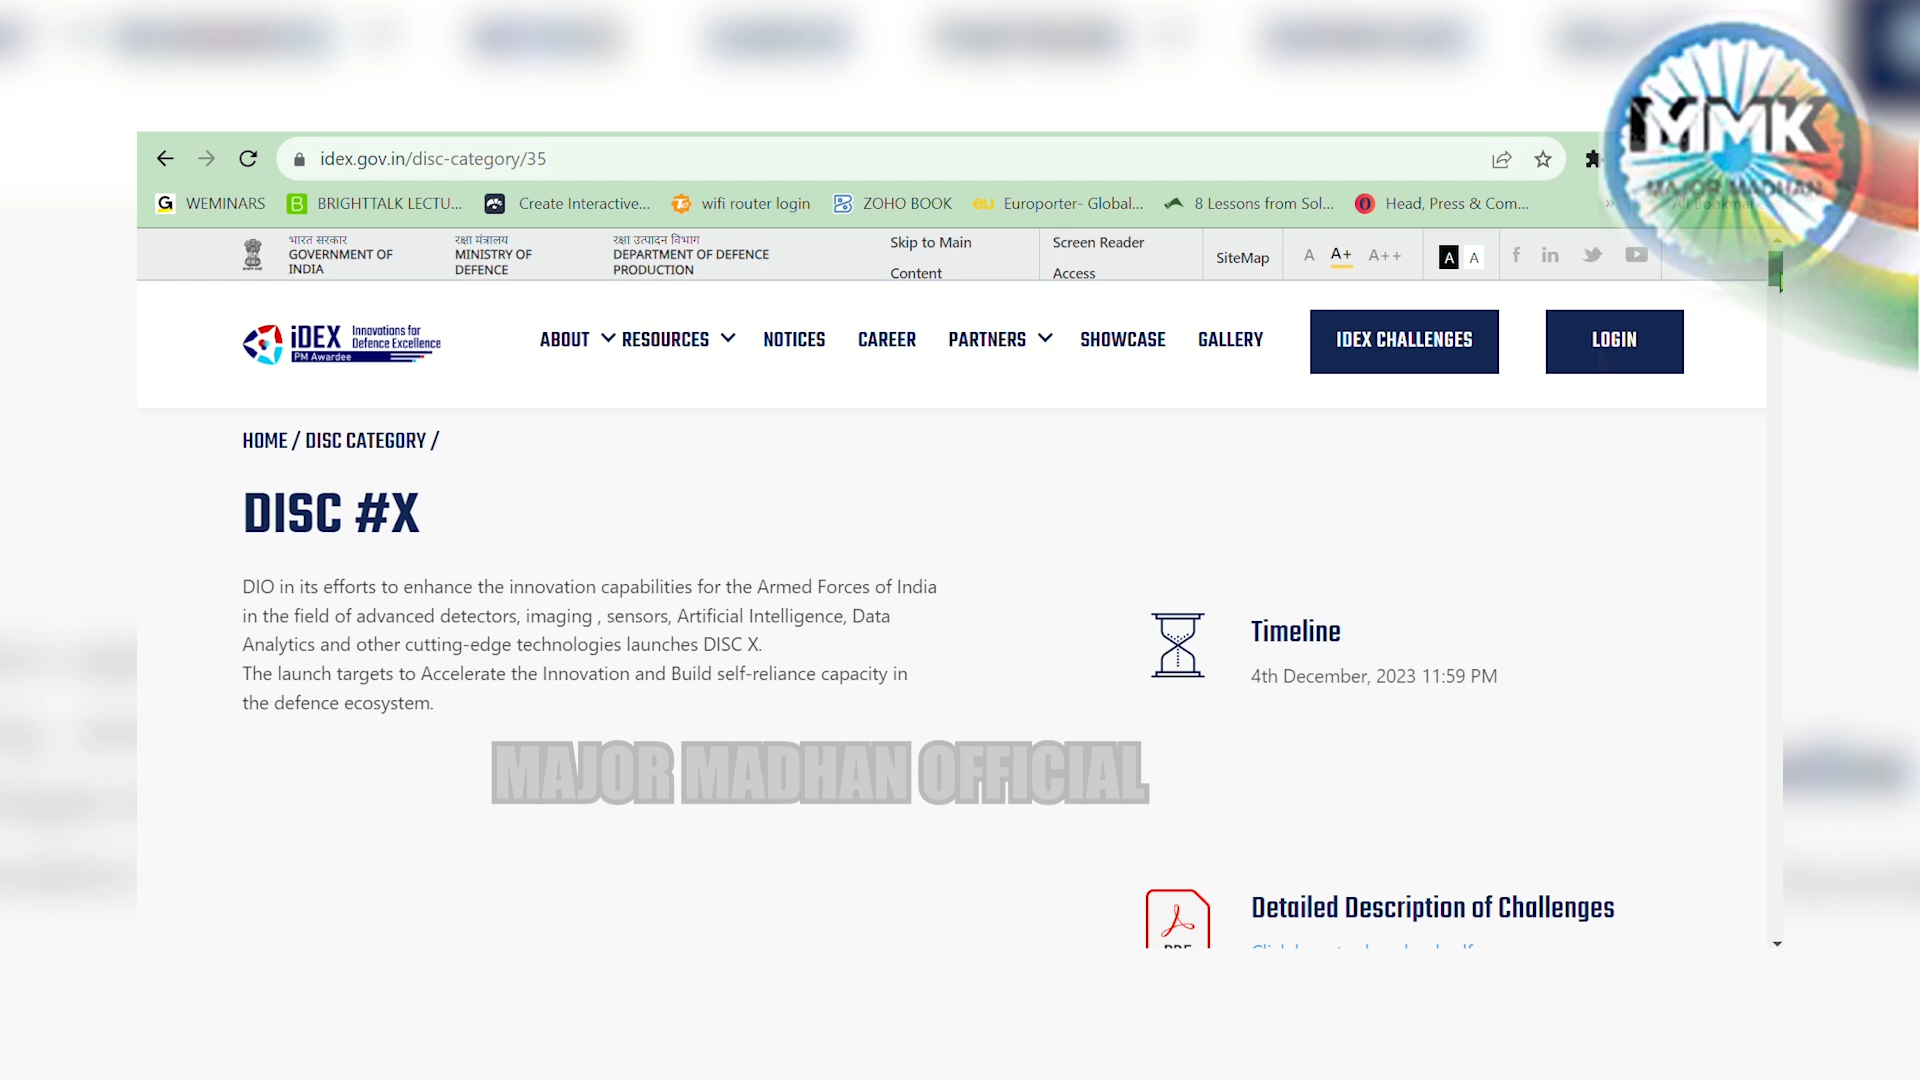 MMK
MAJOR MADHAN
idex.gov.in/disc-category/35
WEMINARS
BRIGHTTALK LECTU...
Create Interactive...
wifi router login
ZOHO BOOK
Europorter- Global...
8 Lessons from Sol...
Head, Press & Com...
All Bookmarks
भारत सरकार
GOVERNMENT OF
INDIA
रक्षा मंत्रालय
MINISTRY OF
DEFENCE
रक्षा उत्पादन विभाग
DEPARTMENT OF DEFENCE
PRODUCTION
Skip to Main
Content
Screen Reader
Access
SiteMap
A A+ A++
A A
iDEX
Innovations for
Defence Excellence
PM Awardee
ABOUT RESOURCES NOTICES CAREER PARTNERS SHOWCASE GALLERY IDEX CHALLENGES LOGIN
HOME / DISC CATEGORY /
DISC #X
DIO in its efforts to enhance the innovation capabilities for the Armed Forces of India
in the field of advanced detectors, imaging , sensors, Artificial Intelligence, Data
Analytics and other cutting-edge technologies launches DISC X.
The launch targets to Accelerate the Innovation and Build self-reliance capacity in
the defence ecosystem.
Timeline
4th December, 2023 11:59 PM
MAJOR MADHAN OFFICIAL
Detailed Description of Challenges
PDF